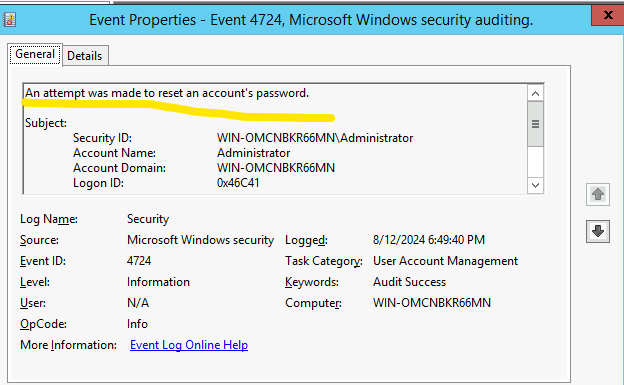 Event Properties - Event 4724, Microsoft Windows security auditing.
x
General Details
An attempt was made to reset an account's password.
Subject:
Security ID: WIN-OMCNBKR66MN\Administrator
Account Name: Administrator
Account Domain: WIN-OMCNBKR66MN
Logon ID: 0x46C41
Log Name: Security
Source: Microsoft Windows security Logged: 8/12/2024 6:49:40 PM
Event ID: 4724 Task Category: User Account Management
Level: Information Keywords: Audit Success
User: N/A Computer: WIN-OMCNBKR66MN
OpCode: Info
More Information: Event Log Online Help